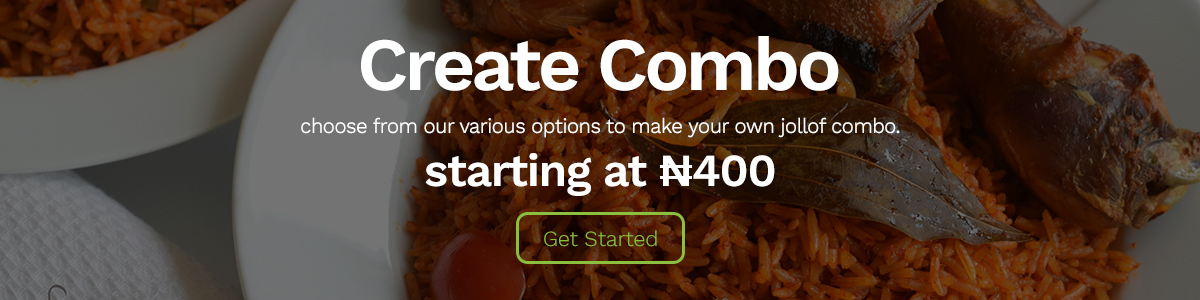 Create Combo
choose from our various options to make your own jollof combo.
starting at ₦400
Get Started